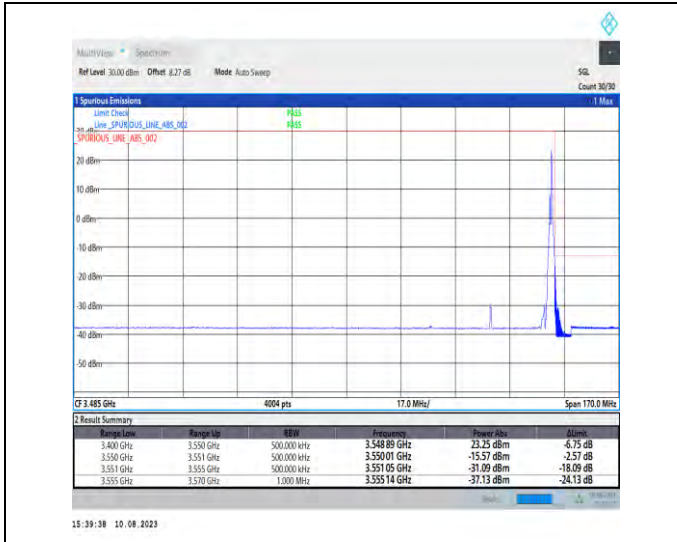 MultiView Spectrum
Ref Level 30.00 dBm Offset 8.27 dB Mode Auto Sweep SGL
Count 30/30
1 Spurious Emissions 1 Max
Limit Check PASS
Line _SPURIOUS_LINE_ABS_002 PASS
_SPURIOUS_LINE_ABS_002
20 dBm
10 dBm
0 dBm
-10 dBm
-20 dBm
-30 dBm
-40 dBm
-50 dBm
CF 3.485 GHz 4004 pts 17.0 MHz/ Span 170.0 MHz
2 Result Summary
Range Low Range Up RBW Frequency Power Abs ΔLimit
3.400 GHz 3.550 GHz 500.000 kHz 3.548 89 GHz 23.25 dBm -6.75 dB
3.550 GHz 3.551 GHz 500.000 kHz 3.550 01 GHz -15.57 dBm -2.57 dB
3.551 GHz 3.555 GHz 500.000 kHz 3.551 05 GHz -31.09 dBm -18.09 dB
3.555 GHz 3.570 GHz 1.000 MHz 3.555 14 GHz -37.13 dBm -24.13 dB
15:39:38 10.08.2023